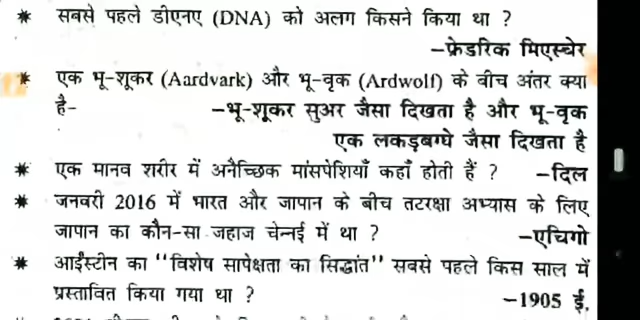 * सबसे पहले डीएनए (DNA) को अलग किसने किया था ?
–फ्रेडरिक मिएस्चेर
* एक भू-शूकर (Aardvark) और भू-वृक (Ardwolf) के बीच अंतर क्या
है- –भू-शूकर सुअर जैसा दिखता है और भू-वृक
एक लकड़बग्घे जैसा दिखता है
* एक मानव शरीर में अनैच्छिक मांसपेशियाँ कहाँ होती हैं ? –दिल
* जनवरी 2016 में भारत और जापान के बीच तटरक्षा अभ्यास के लिए
जापान का कौन-सा जहाज चेन्नई में था ? –एचिगो
* आईंस्टीन का "विशेष सापेक्षता का सिद्धांत" सबसे पहले किस साल में
प्रस्तावित किया गया था ? –1905 ई.